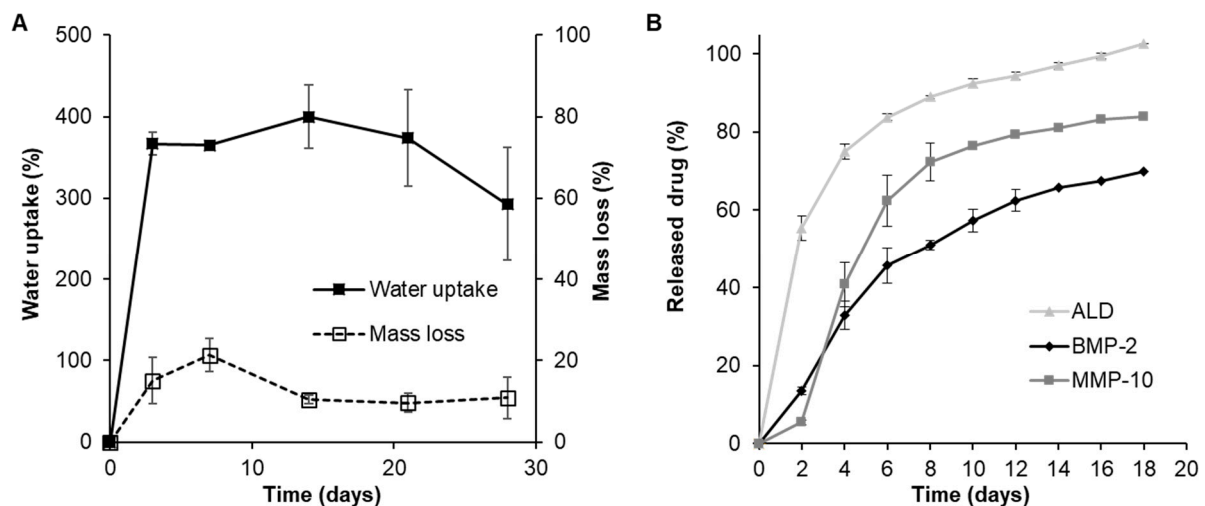 A
500
400
300
200
100
0
Water uptake (%)
100
80
60
40
20
0
Mass loss (%)
Water uptake
Mass loss
0
10
20
30
Time (days)
B
100
80
60
40
20
0
Released drug (%)
ALD
BMP-2
MMP-10
0
2
4
6
8
10
12
14
16
18
20
Time (days)